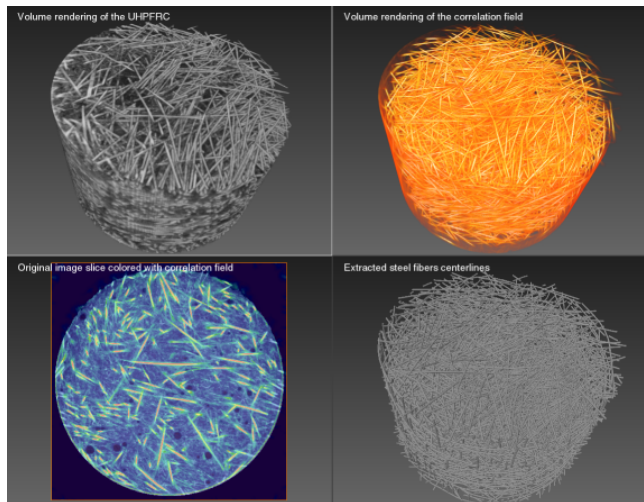 Volume rendering of the UHPFRC
Volume rendering of the correlation field
Original image slice colored with correlation field
Extracted steel fibers centerlines